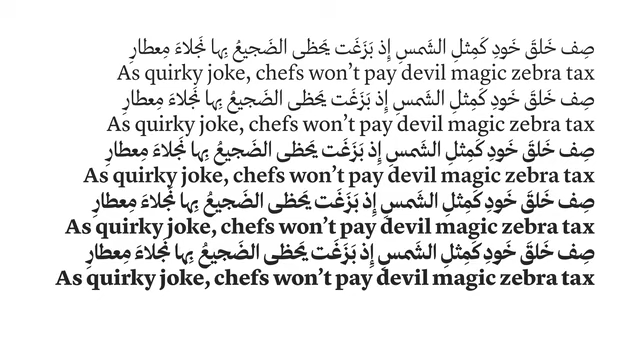 صِف خَلقَ خَودِ كَمِثلِ الشَمسِ إِذ بَزَغَت يَحظى الضَجيعُ بِها نَجلاءَ مِعطارِ
As quirky joke, chefs won’t pay devil magic zebra tax
صِف خَلقَ خَودِ كَمِثلِ الشَمسِ إِذ بَزَغَت يَحظى الضَجيعُ بِها نَجلاءَ مِعطارِ
As quirky joke, chefs won’t pay devil magic zebra tax
صِف خَلقَ خَودِ كَمِثلِ الشَمسِ إِذ بَزَغَت يَحظى الضَجيعُ بِها نَجلاءَ مِعطارِ
As quirky joke, chefs won’t pay devil magic zebra tax
صِف خَلقَ خَودِ كَمِثلِ الشَمسِ إِذ بَزَغَت يَحظى الضَجيعُ بِها نَجلاءَ مِعطارِ
As quirky joke, chefs won’t pay devil magic zebra tax
صِف خَلقَ خَودِ كَمِثلِ الشَمسِ إِذ بَزَغَت يَحظى الضَجيعُ بِها نَجلاءَ مِعطارِ
As quirky joke, chefs won’t pay devil magic zebra tax